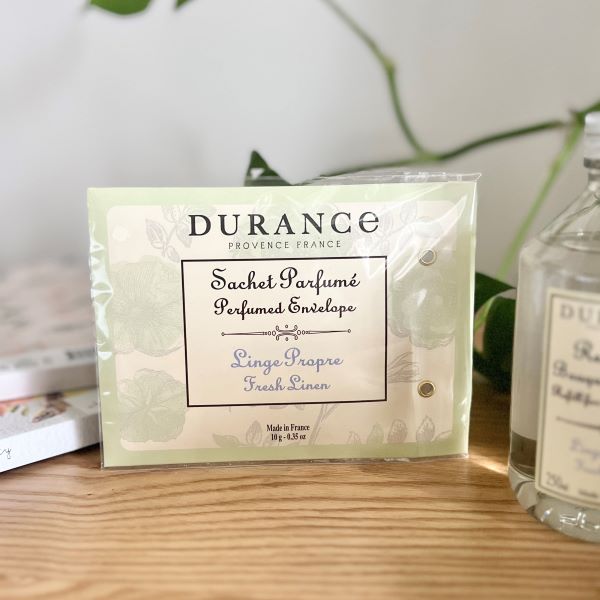 DURANCE
PROVENCE FRANCE
Sachet Parfumé
Perfumed Envelope
Linge Propre
Fresh Linen
Made in France
10 g - 0.35 oz
DURA
250m